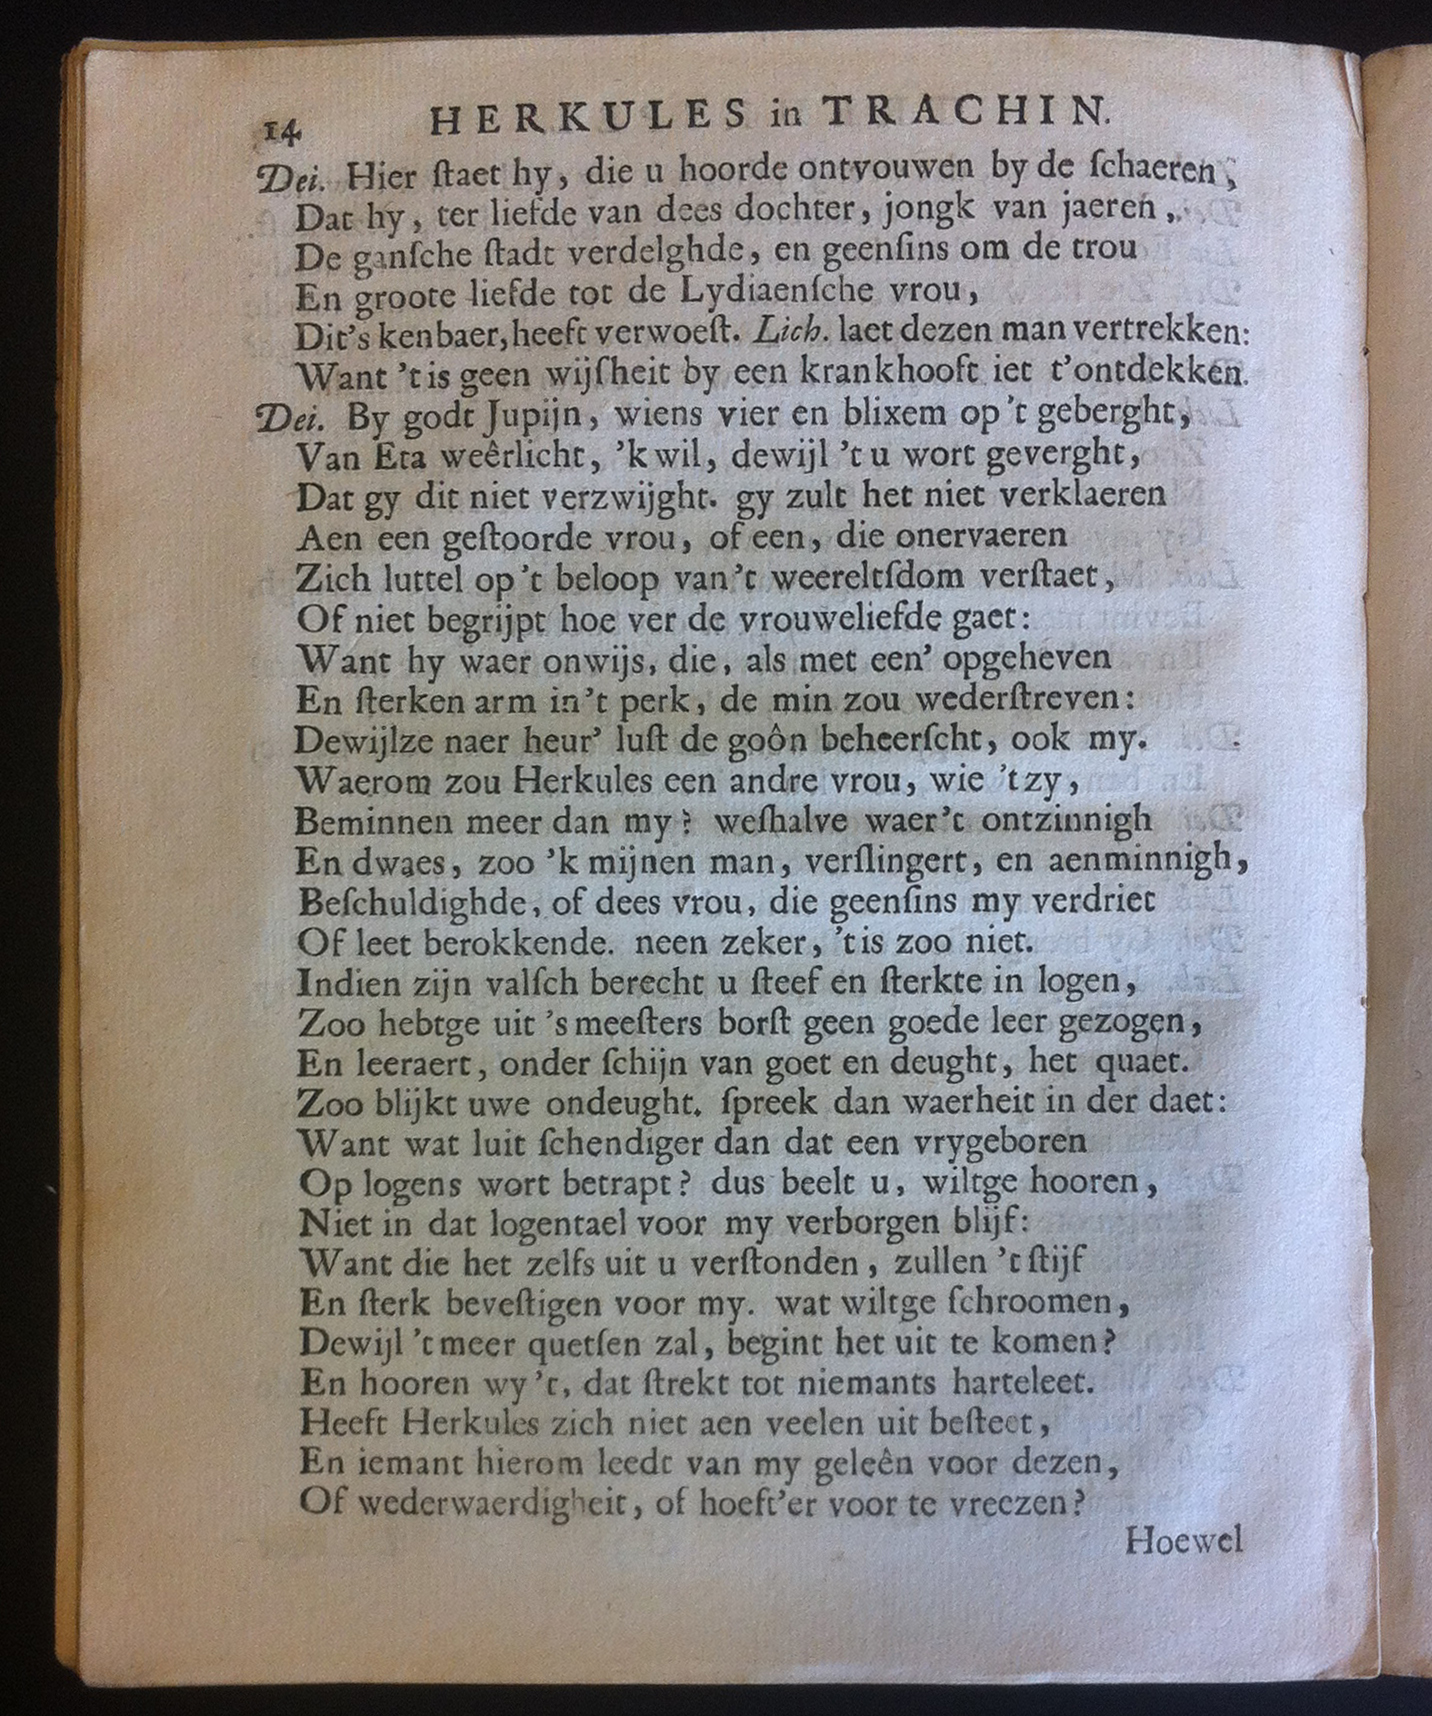 14 HERKULES in TRACHIN.
Dei. Hier ſtaet hy, die u hoorde ontvouwen by de ſchaeren,
Dat hy, ter liefde van dees dochter, jongk van jaeren,
De ganſche ſtadt verdelghde, en geenſins om de trou
En groote liefde tot de Lydiaenſche vrou,
Dit's kenbaer, heeft verwoeſt. Lich. laet dezen man vertrekken:
Want 't is geen wijſheit by een krankhooft iet t'ontdekken.
Dei. By godt Jupijn, wiens vier en blixem op 't geberght,
Van Eta weêrlicht, 'k wil, dewijl 't u wort geverght,
Dat gy dit niet verzwijght. gy zult het niet verklaeren
Aen een geſtoorde vrou, of een, die onervaeren
Zich luttel op 't beloop van 't weereltſdom verſtaet,
Of niet begrijpt hoe ver de vrouweliefde gaet:
Want hy waer onwijs, die, als met een' opgeheven
En ſterken arm in 't perk, de min zou wederſtreven:
Dewijlze naer heur' luſt de goôn beheerſcht, ook my.
Waerom zou Herkules een andre vrou, wie 't zy,
Beminnen meer dan my? weſhalve waer't ontzinnigh
En dwaes, zoo 'k mijnen man, verſlingert, en aenminnigh,
Beſchuldighde, of dees vrou, die geenſins my verdriet
Of leet berokkende. neen zeker, 't is zoo niet.
Indien zijn valſch berecht u ſteef en ſterkte in logen,
Zoo hebtge uit 's meeſters borſt geen goede leer gezogen,
En leeraert, onder ſchijn van goet en deught, het quaet.
Zoo blijkt uwe ondeught. ſpreek dan waerheit in der daet:
Want wat luit ſchendiger dan dat een vrygeboren
Op logens wort betrapt? dus beelt u, wiltge hooren,
Niet in dat logentael voor my verborgen blijf:
Want die het zelfs uit u verſtonden, zullen 't ſtijf
En ſterk beveſtigen voor my. wat wiltge ſchroomen,
Dewijl 't meer quetſen zal, begint het uit te komen?
En hooren wy 't, dat ſtrekt tot niemants harteleet.
Heeft Herkules zich niet aen veelen uit beſteet,
En iemant hierom leedt van my geleên voor dezen,
Of wederwaerdigheit, of hoeft'er voor te vreezen?
Hoewel